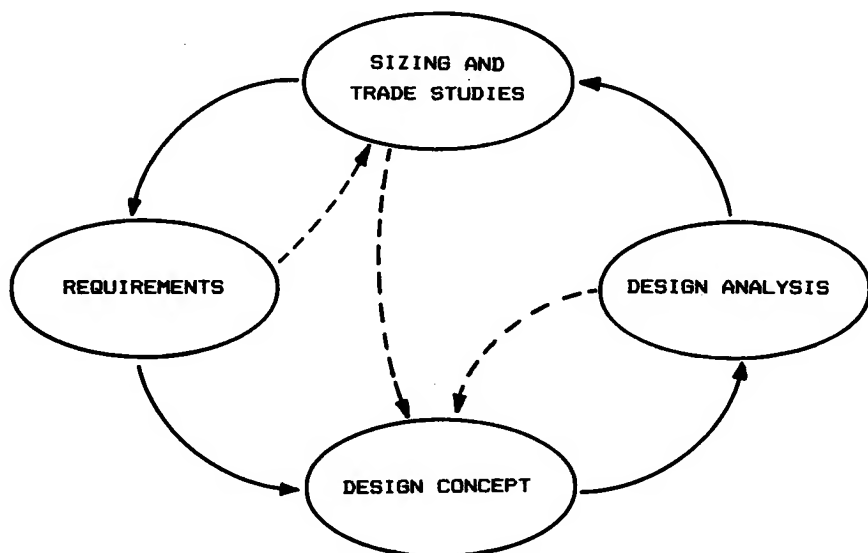 SIZING AND
TRADE STUDIES
REQUIREMENTS
DESIGN ANALYSIS
DESIGN CONCEPT